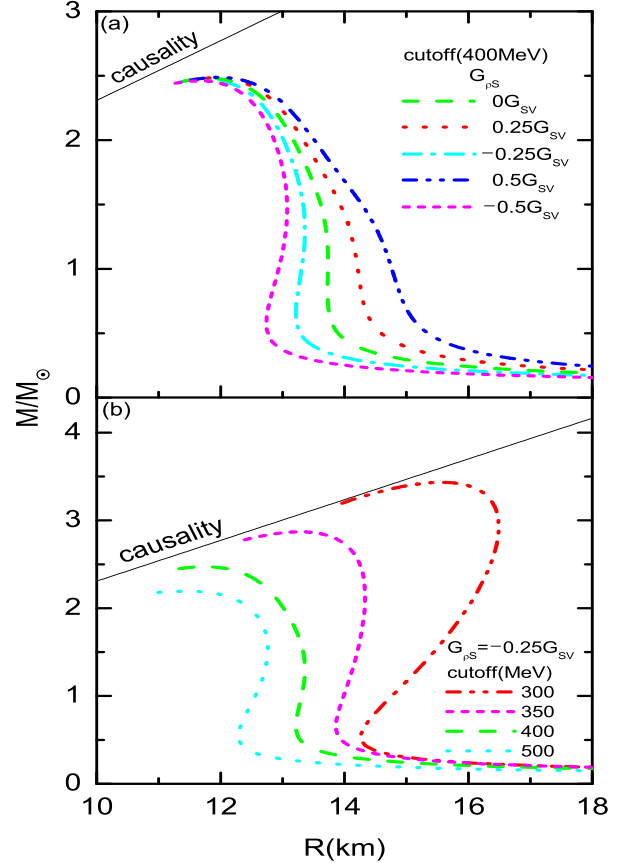 (a)
causality
cutoff(400MeV)
GρS
0GSV
0.25GSV
−0.25GSV
0.5GSV
−0.5GSV
3
2
1
0
M/M⊙
(b)
causality
4
3
2
1
0
GρS=−0.25GSV
cutoff(MeV)
300
350
400
500
10 12 14 16 18
R(km)